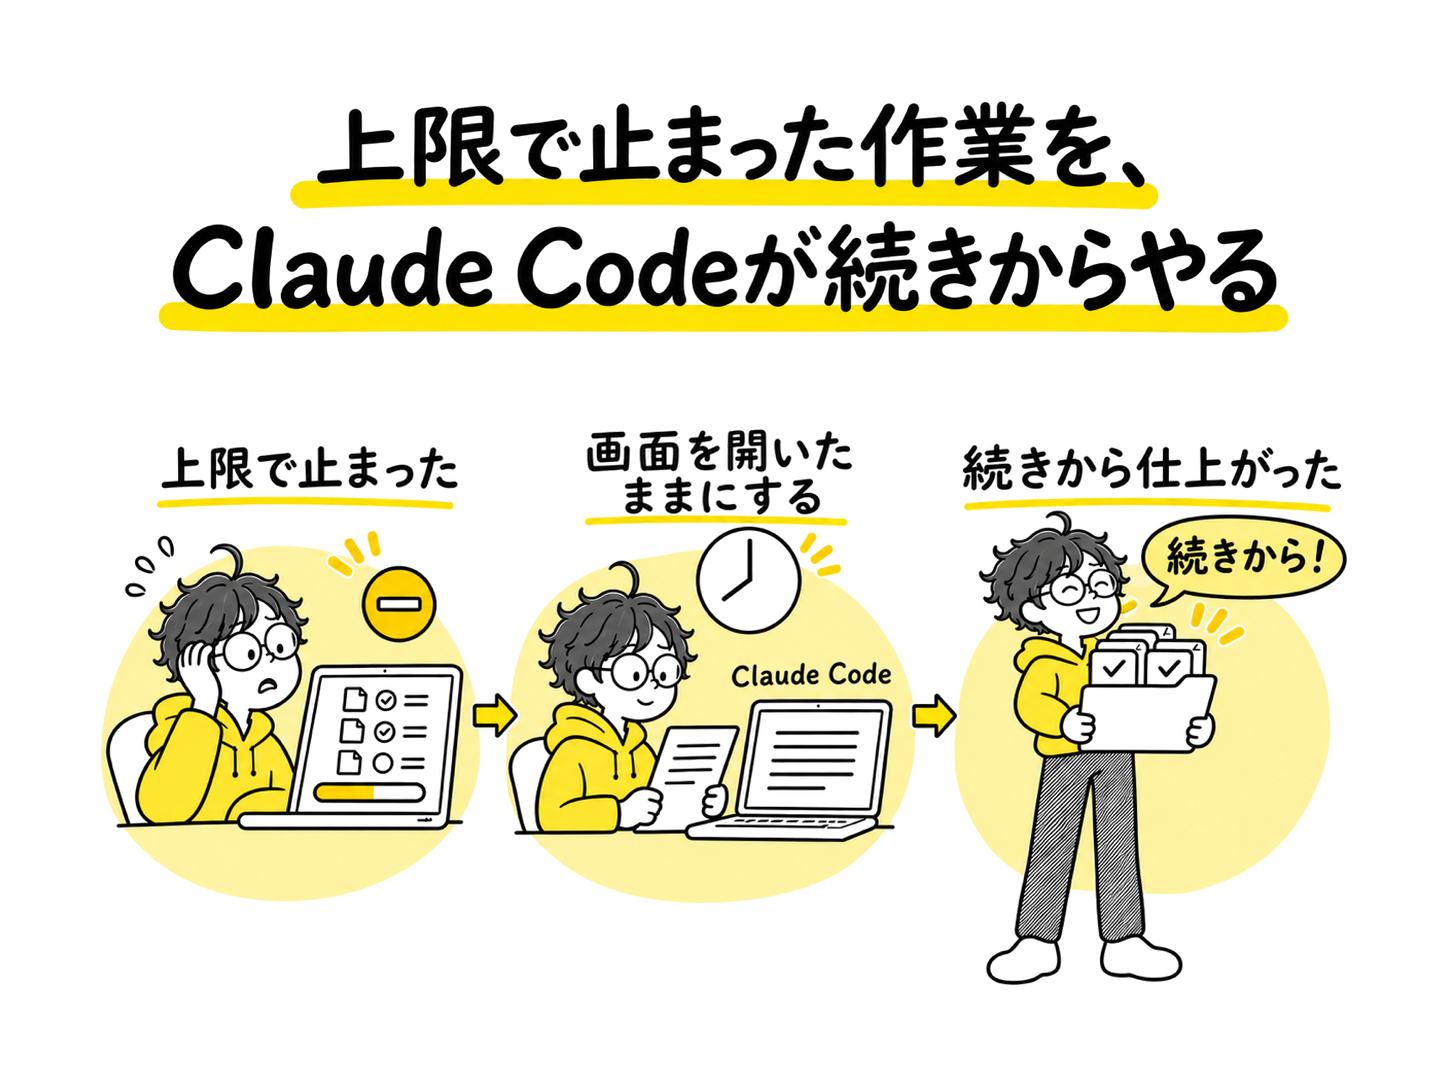 上限で止まった作業を、
Claude Codeが続きからやる
上限で止まった
画面を開いた
ままにする
Claude Code
続きから仕上がった
続きから!